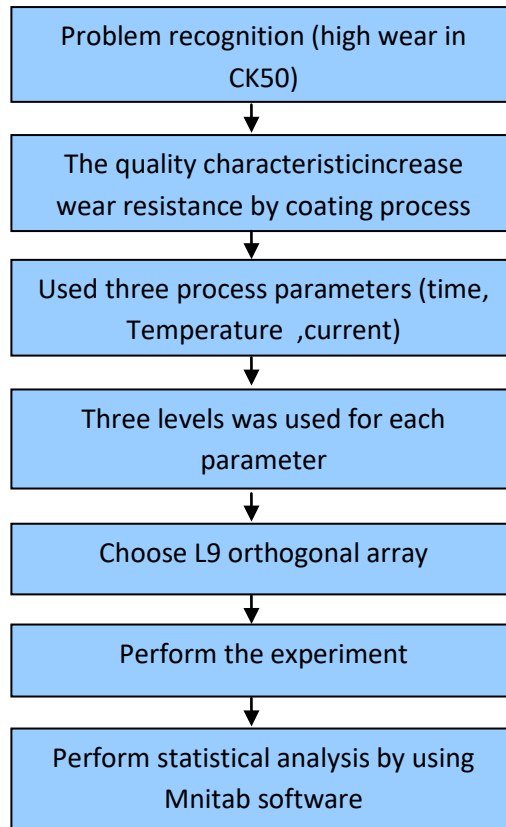 Problem recognition (high wear in
CK50)
The quality characteristicincrease
wear resistance by coating process
Used three process parameters (time,
Temperature ,current)
Three levels was used for each
parameter
Choose L9 orthogonal array
Perform the experiment
Perform statistical analysis by using
Mnitab software